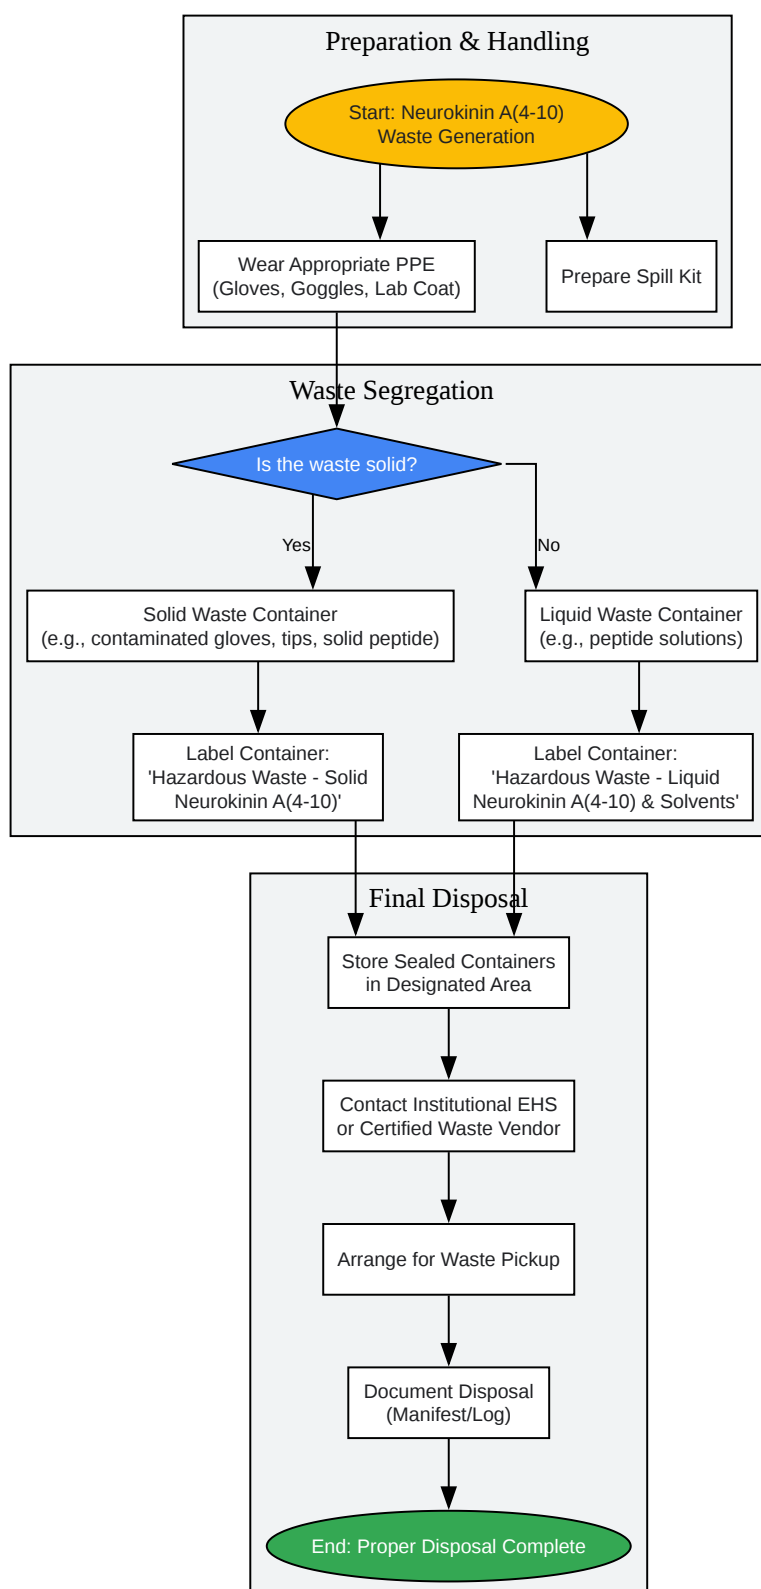 Preparation & Handling
Start: Neurokinin A(4-10)
Waste Generation
Wear Appropriate PPE
(Gloves, Goggles, Lab Coat)
Prepare Spill Kit
Waste Segregation
Is the waste solid?
Yes
No
Solid Waste Container
(e.g., contaminated gloves, tips, solid peptide)
Liquid Waste Container
(e.g., peptide solutions)
Label Container:
'Hazardous Waste - Solid
Neurokinin A(4-10)'
Label Container:
'Hazardous Waste - Liquid
Neurokinin A(4-10) & Solvents'
Final Disposal
Store Sealed Containers
in Designated Area
Contact Institutional EHS
or Certified Waste Vendor
Arrange for Waste Pickup
Document Disposal
(Manifest/Log)
End: Proper Disposal Complete